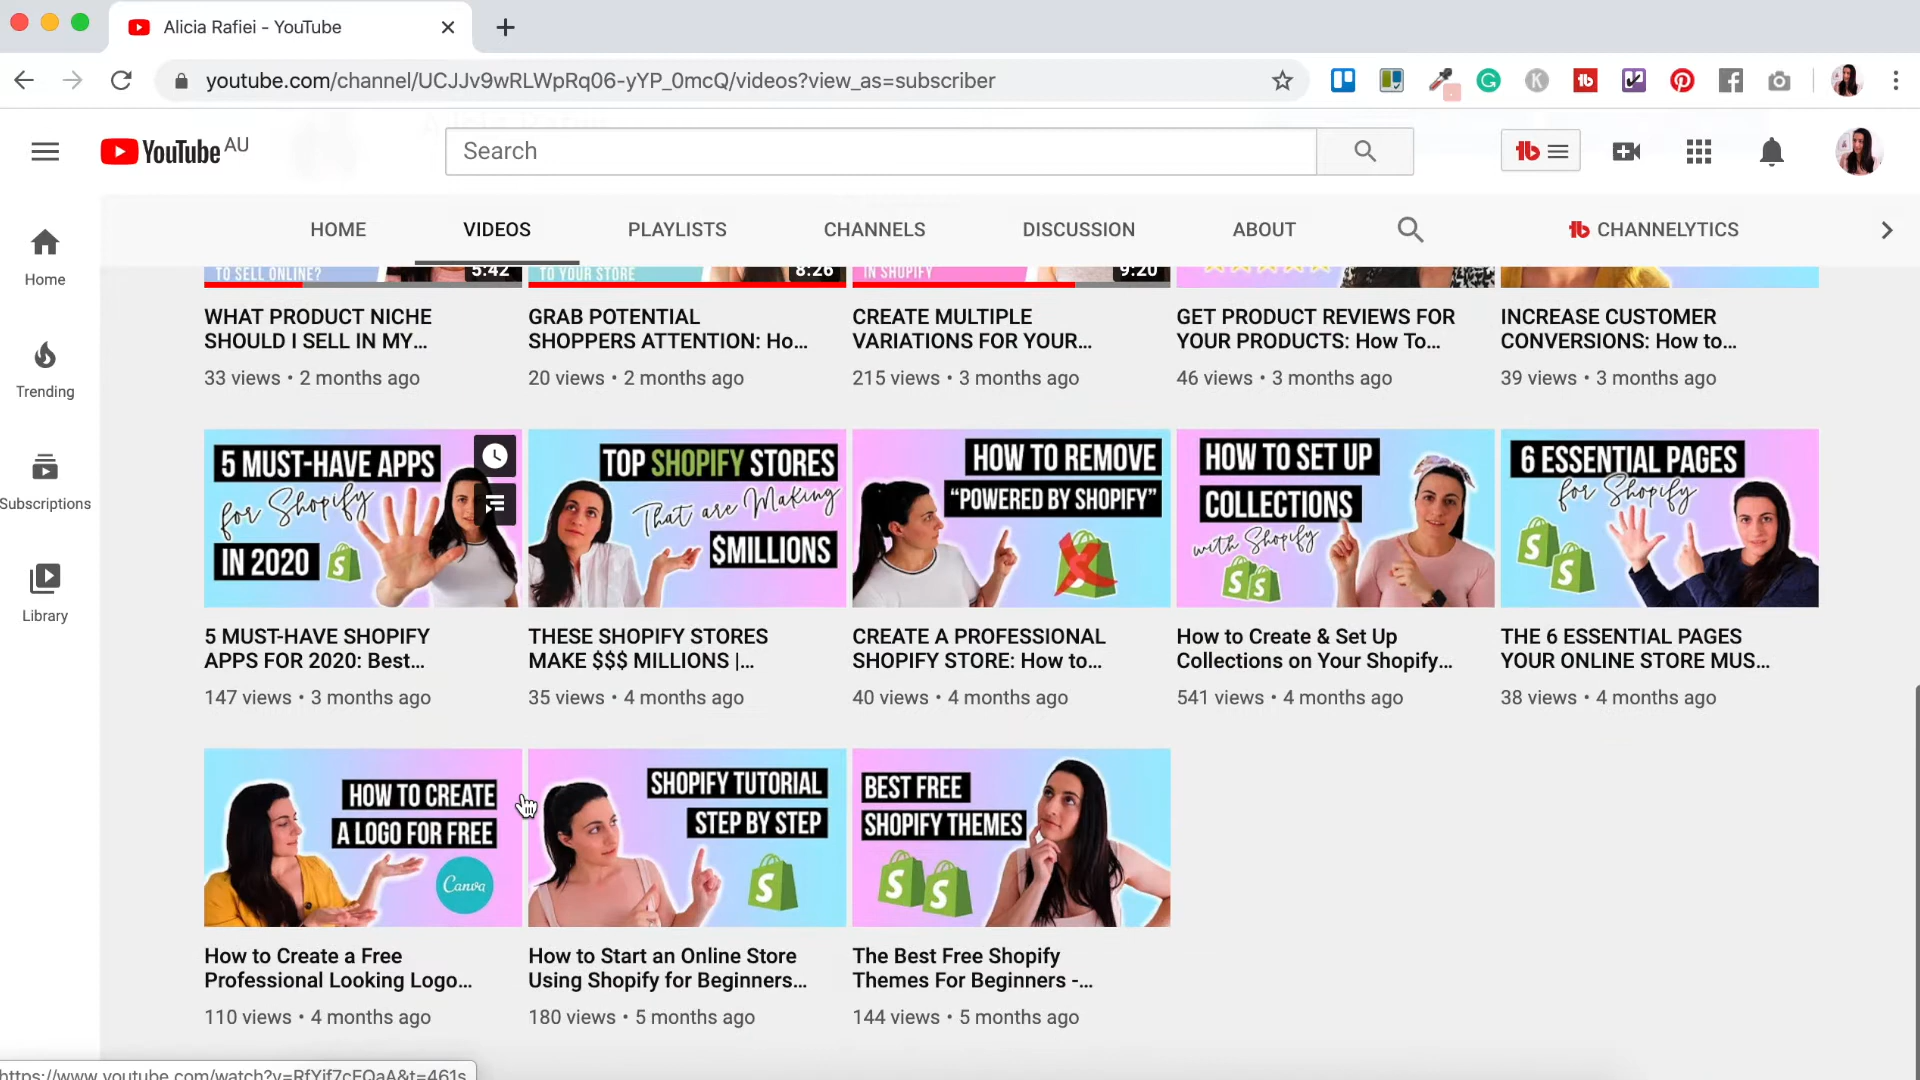 Alicia Rafiei - YouTube
youtube.com/channel/UCJJv9wRLWpRq06-yYP_0mcQ/videos?view_as=subscriber
YouTube AU
Search
HOME
VIDEOS
PLAYLISTS
CHANNELS
DISCUSSION
ABOUT
CHANNELYTICS
Home
Trending
Subscriptions
Library
TO SELL ONLINE?
5:42
TO YOUR STORE
8:26
IN SHOPIFY
9:20
WHAT PRODUCT NICHE
SHOULD I SELL IN MY...
33 views • 2 months ago
GRAB POTENTIAL
SHOPPERS ATTENTION: Ho...
20 views • 2 months ago
CREATE MULTIPLE
VARIATIONS FOR YOUR...
215 views • 3 months ago
GET PRODUCT REVIEWS FOR
YOUR PRODUCTS: How To...
46 views • 3 months ago
INCREASE CUSTOMER
CONVERSIONS: How to...
39 views • 3 months ago
5 MUST-HAVE APPS
for Shopify
IN 2020
TOP SHOPIFY STORES
That are Making
$MILLIONS
HOW TO REMOVE
"POWERED BY SHOPIFY"
HOW TO SET UP
COLLECTIONS
with Shopify
6 ESSENTIAL PAGES
for Shopify
5 MUST-HAVE SHOPIFY
APPS FOR 2020: Best...
147 views • 3 months ago
THESE SHOPIFY STORES
MAKE $$$ MILLIONS |...
35 views • 4 months ago
CREATE A PROFESSIONAL
SHOPIFY STORE: How to...
40 views • 4 months ago
How to Create & Set Up
Collections on Your Shopify...
541 views • 4 months ago
THE 6 ESSENTIAL PAGES
YOUR ONLINE STORE MUS...
38 views • 4 months ago
HOW TO CREATE
A LOGO FOR FREE
Canva
SHOPIFY TUTORIAL
STEP BY STEP
BEST FREE
SHOPIFY THEMES
How to Create a Free
Professional Looking Logo...
110 views • 4 months ago
How to Start an Online Store
Using Shopify for Beginners...
180 views • 5 months ago
The Best Free Shopify
Themes For Beginners -...
144 views • 5 months ago